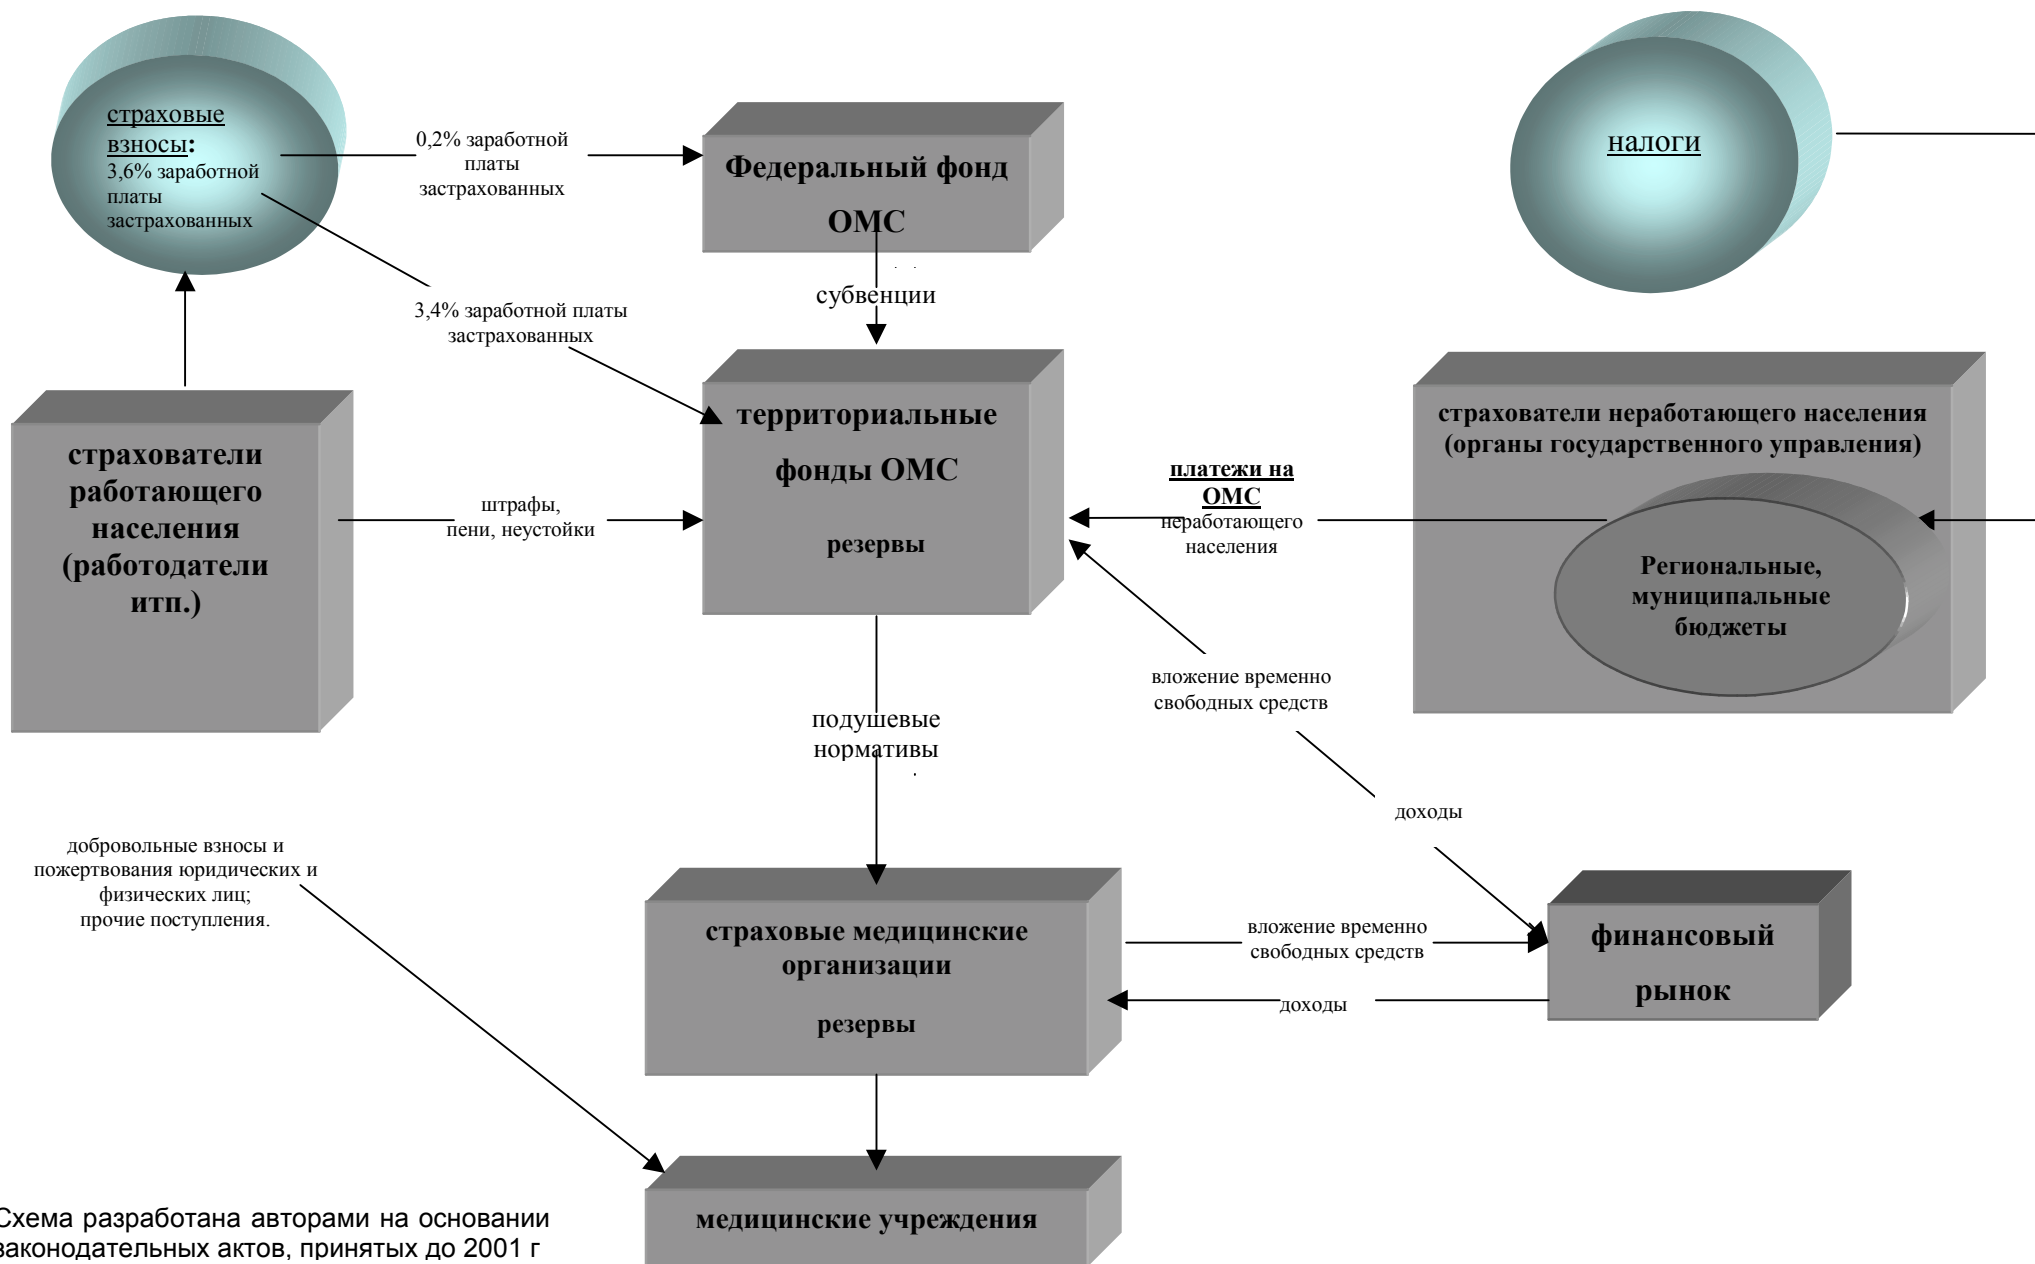 страховые
взносы:
3,6% заработной
платы
застрахованных
0,2% заработной
платы
застрахованных
Федеральный фонд
ОМС
налоги
субвенции
3,4% заработной платы
застрахованных
страхователи
работающего
населения
(работодатели
итп.)
штрафы,
пени, неустойки
территориальные
фонды ОМС
резервы
платежи на
ОМС
неработающего
населения
страхователи неработающего населения
(органы государственного управления)
Региональные,
муниципальные
бюджеты
вложение временно
свободных средств
подушевые
нормативы
доходы
добровольные взносы и
пожертвования юридических и
физических лиц;
прочие поступления.
страховые медицинские
организации
резервы
вложение временно
свободных средств
доходы
финансовый
рынок
медицинские учреждения
Схема разработана авторами на основании
законодательных актов, принятых до 2001 г